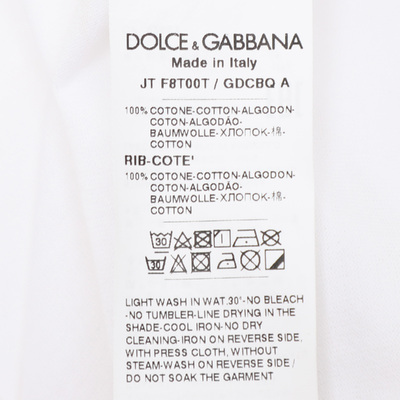 DOLCE & GABBANA
Made in Italy
JT F8T00T / GDCBQ A
100% COTONE-COTTON-ALGODON-
COTON-ALGODÃO-
BAUMWOLLE-ХЛОПОК-棉-
COTTON
RIB-COTE'
100% COTONE-COTTON-ALGODON-
COTON-ALGODÃO-
BAUMWOLLE-ХЛОПОК-棉-
COTTON
30
30
LIGHT WASH IN WAT.30'-NO BLEACH
-NO TUMBLER-LINE DRYING IN THE
SHADE-COOL IRON-NO DRY
CLEANING-IRON ON REVERSE SIDE,
WITH PRESS CLOTH, WITHOUT
STEAM-WASH ON REVERSE SIDE /
DO NOT SOAK THE GARMENT